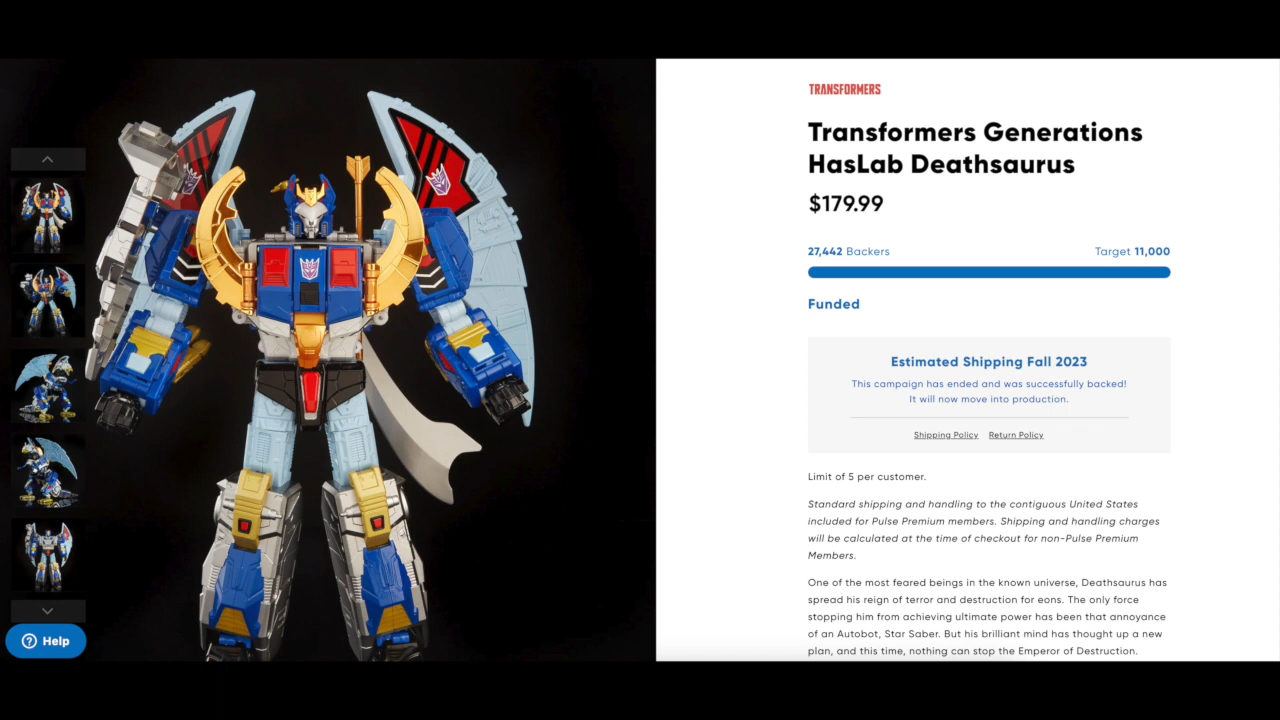 TRANSFORMERS
Transformers Generations
HasLab Deathsaurus
$179.99
27,442 Backers
Target 11,000
Funded
Estimated Shipping Fall 2023
This campaign has ended and was successfully backed!
It will now move into production.
Shipping Policy Return Policy
Limit of 5 per customer.
Standard shipping and handling to the contiguous United States
included for Pulse Premium members. Shipping and handling charges
will be calculated at the time of checkout for non-Pulse Premium
Members.
One of the most feared beings in the known universe, Deathsaurus has
spread his reign of terror and destruction for eons. The only force
stopping him from achieving ultimate power has been that annoyance
of an Autobot, Star Saber. But his brilliant mind has thought up a new
plan, and this time, nothing can stop the Emperor of Destruction.
Help